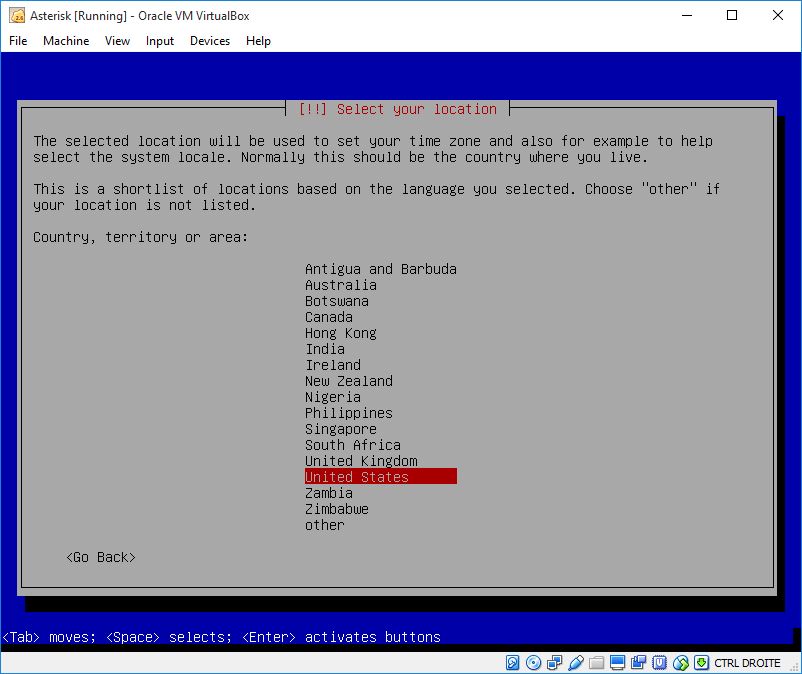 Asterisk [Running] - Oracle VM VirtualBox
File Machine View Input Devices Help
[!!] Select your location
The selected location will be used to set your time zone and also for example to help
select the system locale. Normally this should be the country where you live.
This is a shortlist of locations based on the language you selected. Choose "other" if
your location is not listed.
Country, territory or area:
Antigua and Barbuda
Australia
Botswana
Canada
Hong Kong
India
Ireland
New Zealand
Nigeria
Philippines
Singapore
South Africa
United Kingdom
United States
Zambia
Zimbabwe
other
<Go Back>
<Tab> moves; <Space> selects; <Enter> activates buttons
CTRL DROITE